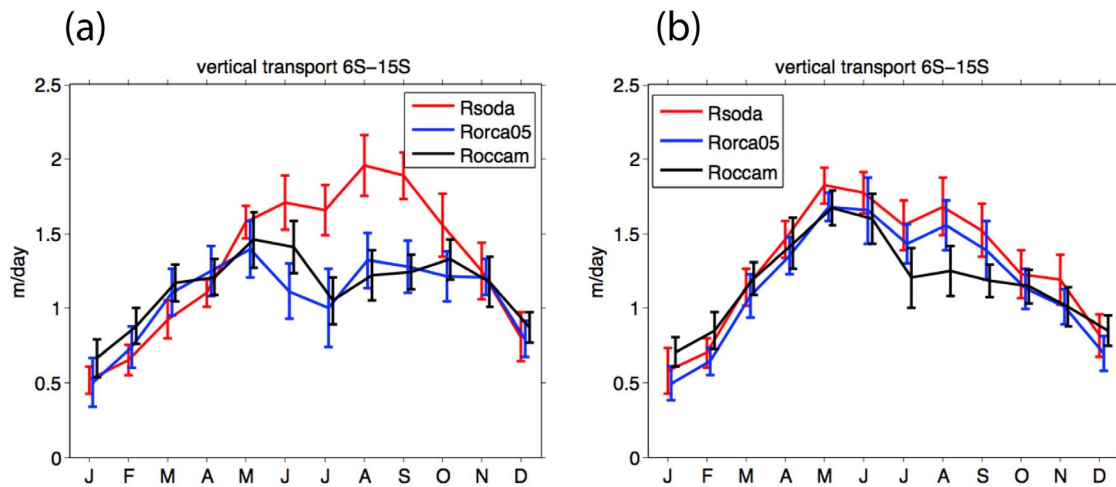 (a)
vertical transport 6S-15S
2.5
2
1.5
1
0.5
0
m/day
Rsoda
Rorca05
Roccam
J F M A M J J A S O N D
(b)
vertical transport 6S-15S
2.5
2
1.5
1
0.5
0
m/day
Rsoda
Rorca05
Roccam
J F M A M J J A S O N D